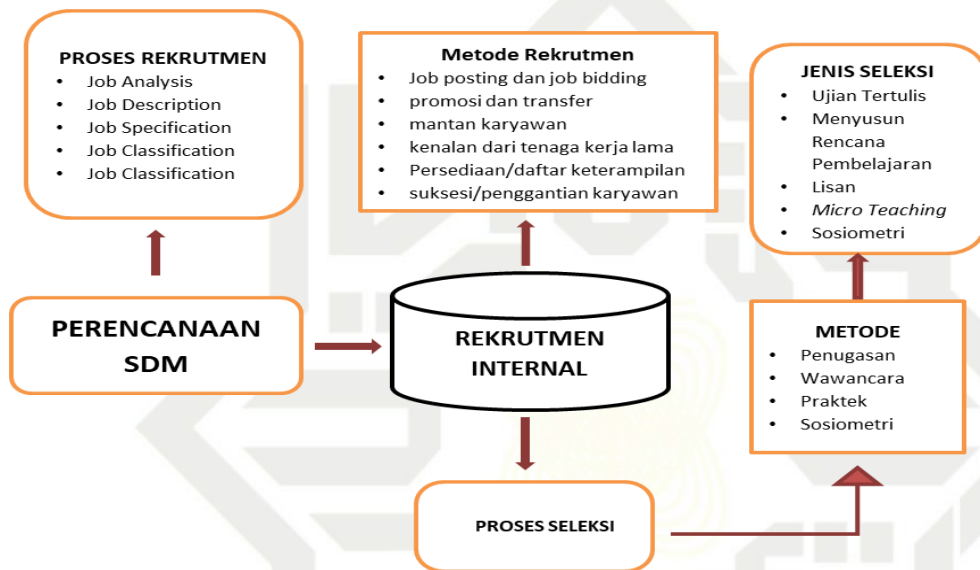 PROSES REKRUTMEN
• Job Analysis
• Job Description
• Job Specification
• Job Classification
• Job Classification
Metode Rekrutmen
• Job posting dan job bidding
• promosi dan transfer
• mantan karyawan
• kenalan dari tenaga kerja lama
• Persediaan/daftar keterampilan
• suksesi/penggantian karyawan
JENIS SELEKSI
• Ujian Tertulis
• Menyusun
Rencana
Pembelajaran
• Lisan
• Micro Teaching
• Sosiometri
PERENCANAAN
SDM
REKRUTMEN
INTERNAL
METODE
• Penugasan
• Wawancara
• Praktek
• Sosiometri
PROSES SELEKSI